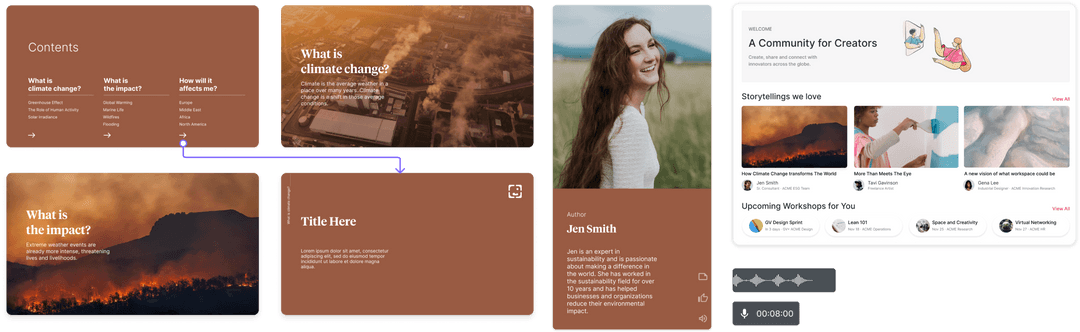 Contents
What is
climate change?
Greenhouse Effect
The Role of Human Activity
Solar Irradiance
What is
the impact?
Global Warming
Marine Life
Wildfires
Flooding
How will it
affects me?
Europe
Middle East
Africa
North America
What is
climate change?
Climate is the average weather in a
place over many years. Climate
change is a shift in those average
conditions.
What is
the impact?
Extreme weather events are
already more intense, threatening
lives and livelihoods.
What is climate change?
Title Here
Lorem ipsum dolor sit amet, consectetur
adipiscing elit, sed do eiusmod tempor
incididunt ut labore et dolore magna
aliqua.
Author
Jen Smith
Jen is an expert in
sustainability and is passionate
about making a difference in
the world. She has worked in
the sustainability field for over
10 years and has helped
businesses and organizations
reduce their environmental
impact.
WELCOME
A Community for Creators
Create, share and connect with
innovators across the globe.
Storytellings we love
View All
How Climate Change transforms The World
Jen Smith
Sr. Consultant · ACME ESG Team
More Than Meets The Eye
Tavi Gavinson
Freelance Artist
A new vision of what workspace could be
Gena Lee
Industrial Designer · ACME Innovation Research
Upcoming Workshops for You
View All
GV Design Sprint
In 2 days · ACME Design
Lean 101
Nov 18 · ACME Operations
Space and Creativity
Nov 23 · ACME Research
Virtual Networking
Nov 27 · ACME HR
00:08:00